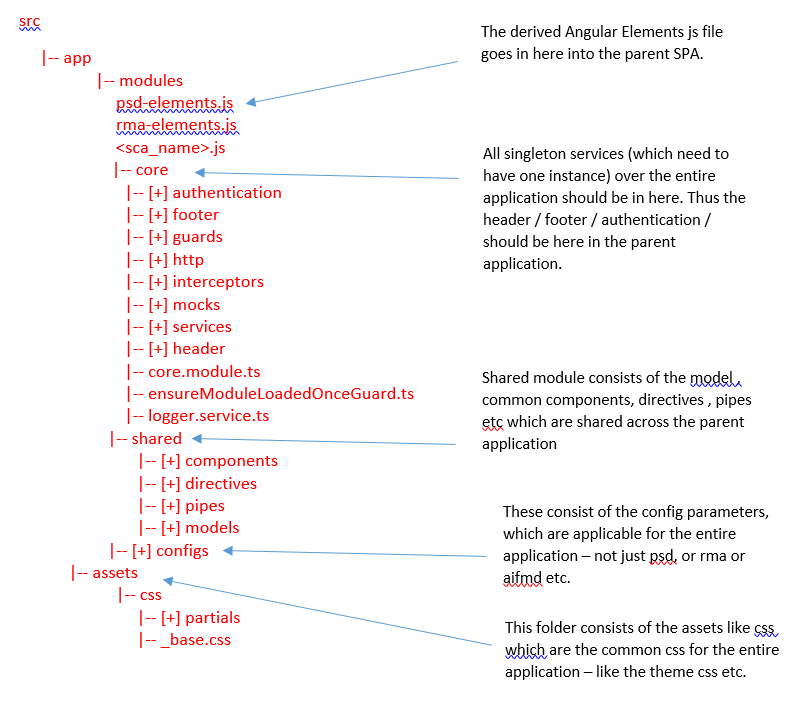 src
|-- app
|-- modules
psd-elements.js
rma-elements.js
<sca_name>.js
|-- core
|-- [+] authentication
|-- [+] footer
|-- [+] guards
|-- [+] http
|-- [+] interceptors
|-- [+] mocks
|-- [+] services
|-- [+] header
|-- core.module.ts
|-- ensureModuleLoadedOnceGuard.ts
|-- logger.service.ts
|-- shared
|-- [+] components
|-- [+] directives
|-- [+] pipes
|-- [+] models
|-- [+] configs
|-- assets
|-- css
|-- [+] partials
|-- _base.css
The derived Angular Elements js file
goes in here into the parent SPA.
All singleton services (which need to
have one instance) over the entire
application should be in here. Thus the
header / footer / authentication /
should be here in the parent
application.
Shared module consists of the model ,
common components, directives , pipes
etc which are shared across the parent
application
These consist of the config parameters,
which are applicable for the entire
application – not just psd, or rma or
aifmd etc.
This folder consists of the assets like css,
which are the common css for the entire
application – like the theme css etc.